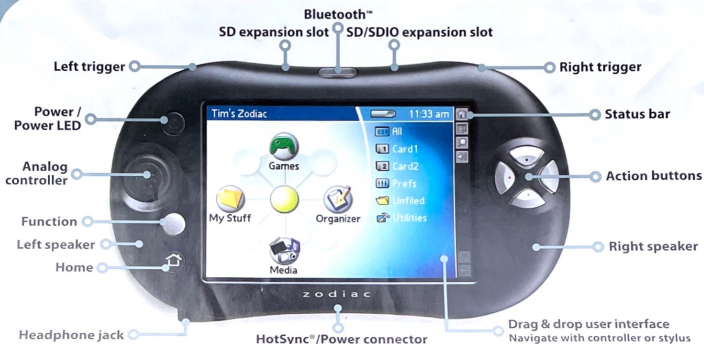 Bluetooth™
SD expansion slot
SD/SDIO expansion slot
Left trigger
Right trigger
Power /
Power LED
Status bar
Analog
controller
Action buttons
Function
Left speaker
Right speaker
Home
Headphone jack
HotSync®/Power connector
Drag & drop user interface
Navigate with controller or stylus
Tim's Zodiac
11:33 am
All
1 Card1
2 Card2
Prefs
Unfiled
Utilities
Games
My Stuff
Organizer
Media
zodiac